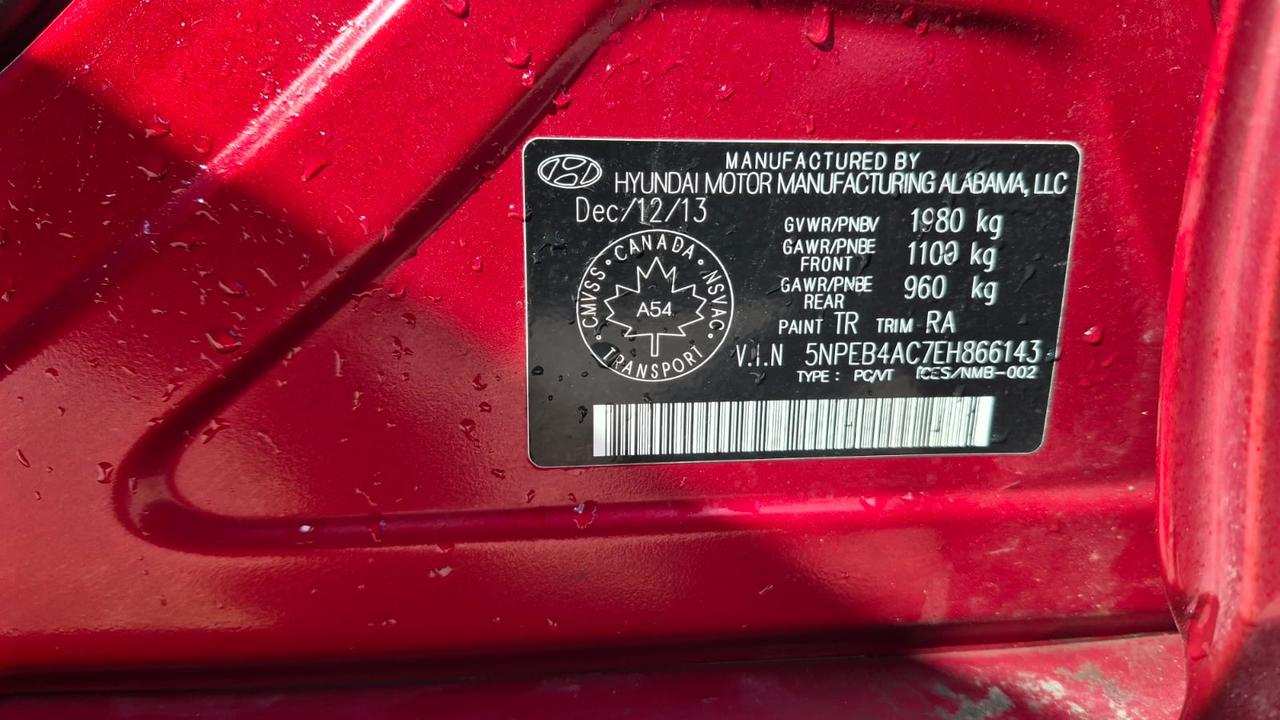 MANUFACTURED BY
HYUNDAI MOTOR MANUFACTURING ALABAMA, LLC
Dec/12/13
GVWR/PNBV 1980 kg
GAWR/PNBE FRONT 1100 kg
GAWR/PNBE REAR 960 kg
PAINT TR TRIM RA
V.I.N 5NPEB4AC7EH866143
TYPE : PC/VT ICES/NMB-002
CANADA
CMVSS • NSVAC
A54
TRANSPORT